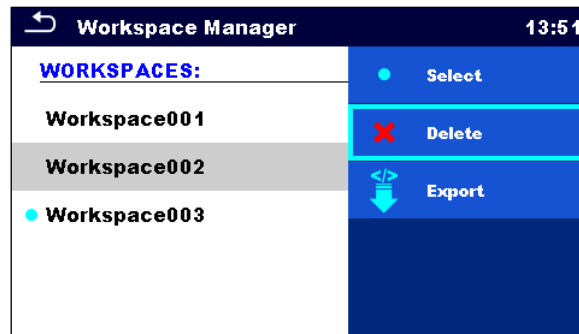 Workspace Manager 13:51
WORKSPACES:
Workspace001
Workspace002
Workspace003
Select
Delete
</> Export